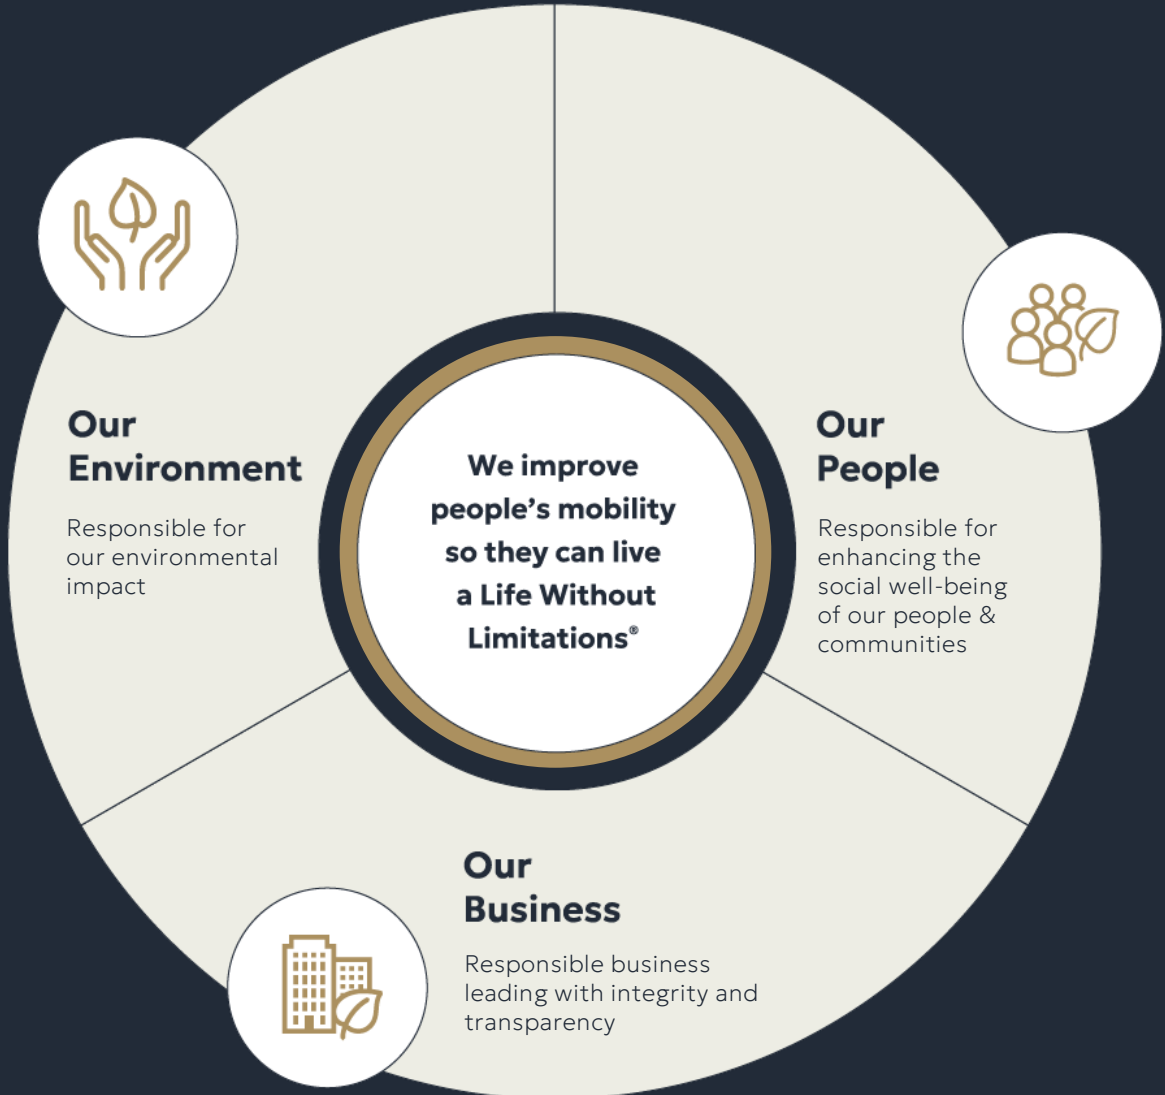 Our
Environment
Responsible for
our environmental
impact
We improve
people’s mobility
so they can live
a Life Without
Limitations®
Our
People
Responsible for
enhancing the
social well-being
of our people &
communities
Our
Business
Responsible business
leading with integrity and
transparency